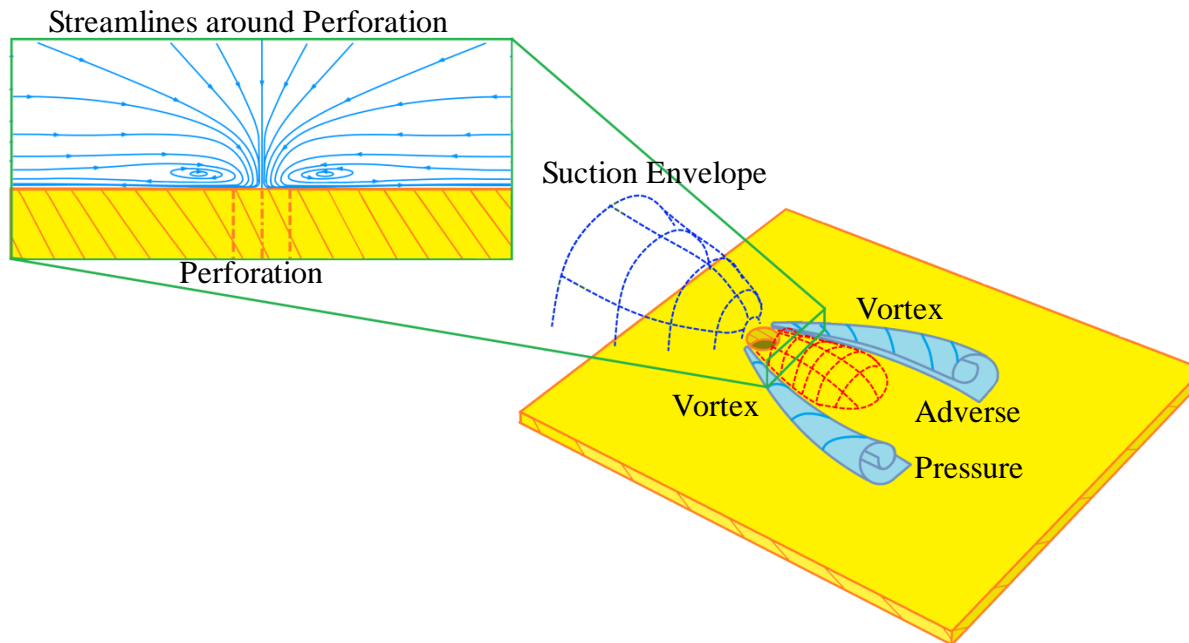 Streamlines around Perforation
Suction Envelope
Perforation
Vortex
Vortex
Adverse
Pressure